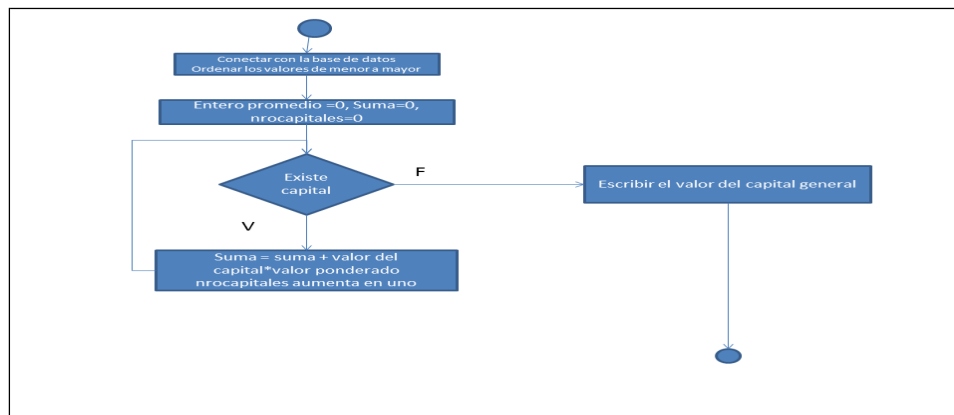 Conectar con la base de datos
Ordenar los valores de menor a mayor
Entero promedio =0, Suma=0,
nrocapitales=0
Existe
capital
F
Escribir el valor del capital general
V
Suma = suma + valor del
capital*valor ponderado
nrocapitales aumenta en uno